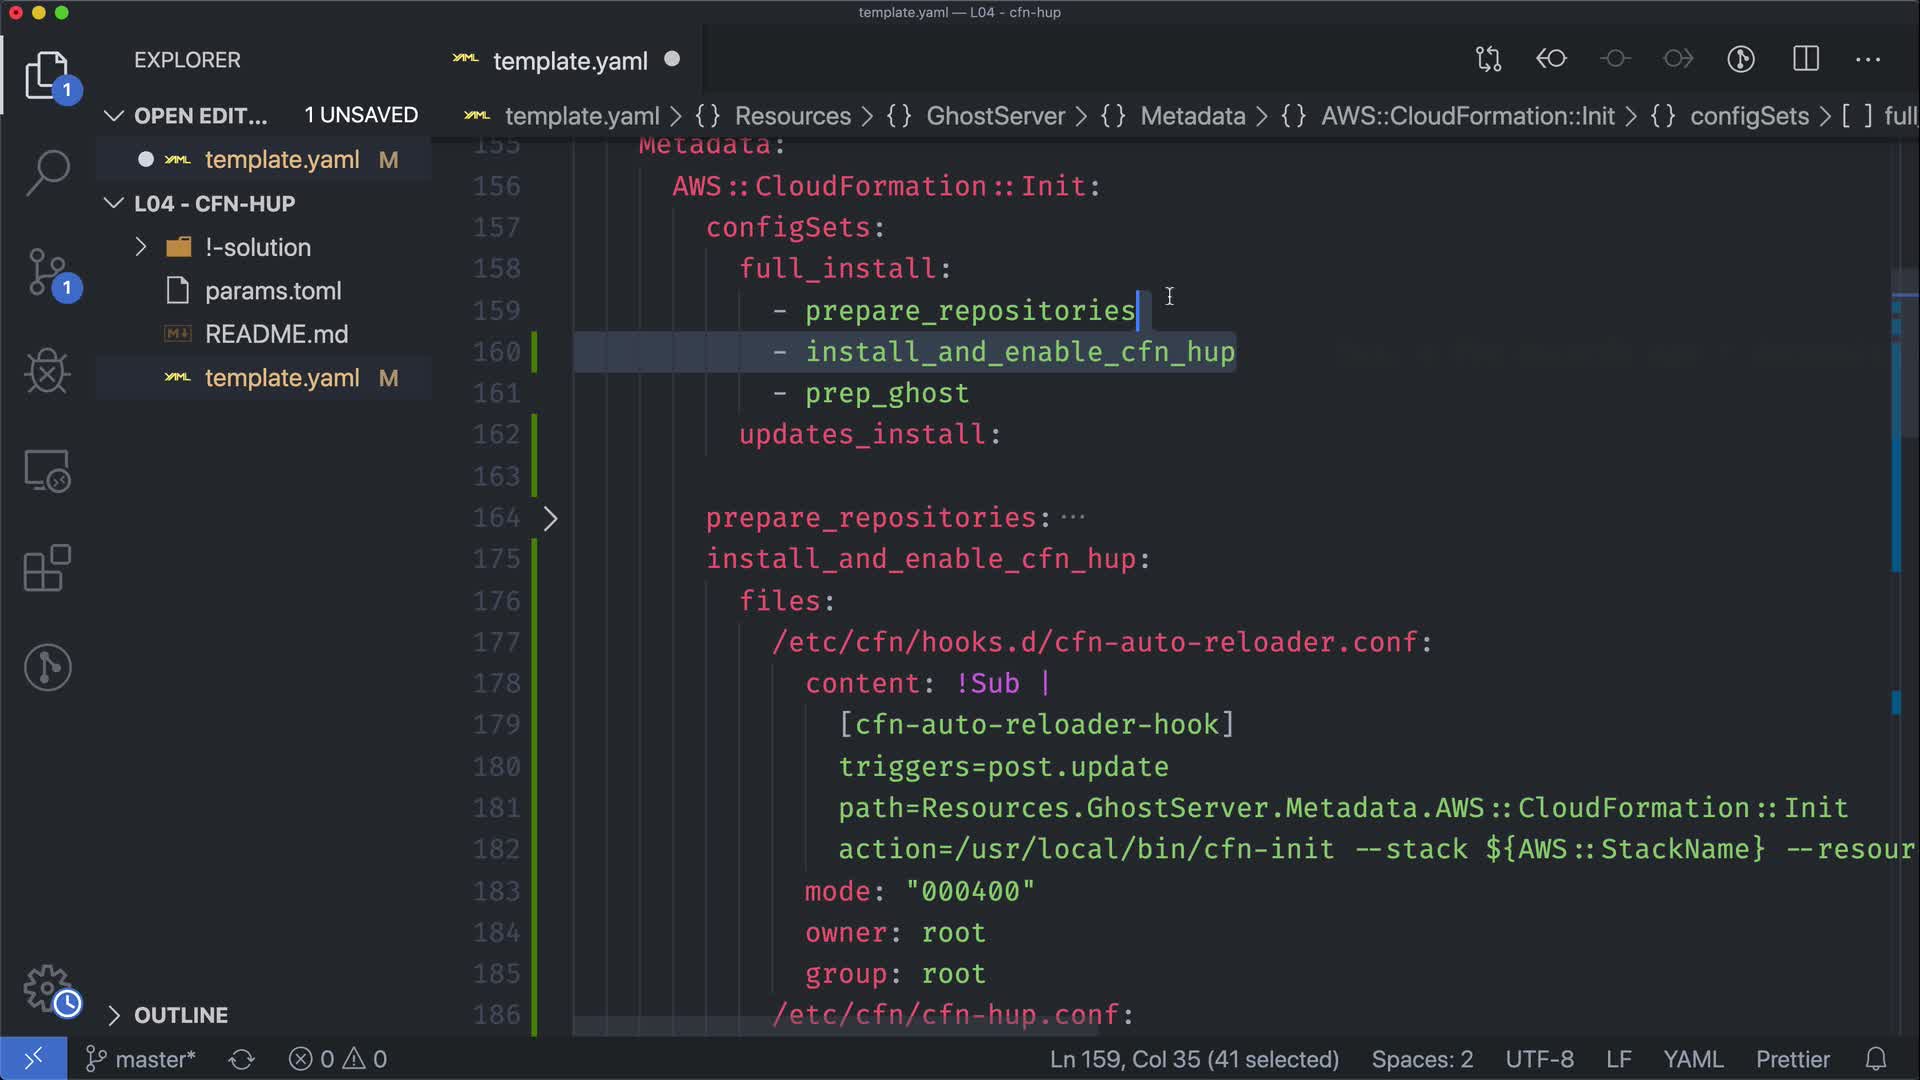 template.yaml — L04 - cfn-hup
EXPLORER
template.yaml
1
OPEN EDIT... 1 UNSAVED
template.yaml > {} Resources > {} GhostServer > {} Metadata > {} AWS::CloudFormation::Init > {} configSets > [ ] full
template.yaml M
L04 - CFN-HUP
!-solution
params.toml
README.md
template.yaml M
1
155 Metadata:
156 AWS::CloudFormation::Init:
157 configSets:
158 full_install:
159 - prepare_repositories
160 - install_and_enable_cfn_hup
161 - prep_ghost
162 updates_install:
163
164 prepare_repositories: ...
175 install_and_enable_cfn_hup:
176 files:
177 /etc/cfn/hooks.d/cfn-auto-reloader.conf:
178 content: !Sub |
179 [cfn-auto-reloader-hook]
180 triggers=post.update
181 path=Resources.GhostServer.Metadata.AWS::CloudFormation::Init
182 action=/usr/local/bin/cfn-init --stack ${AWS::StackName} --resour
183 mode: "000400"
184 owner: root
185 group: root
186 /etc/cfn/cfn-hup.conf:
OUTLINE
master* 0 0 Ln 159, Col 35 (41 selected) Spaces: 2 UTF-8 LF YAML Prettier